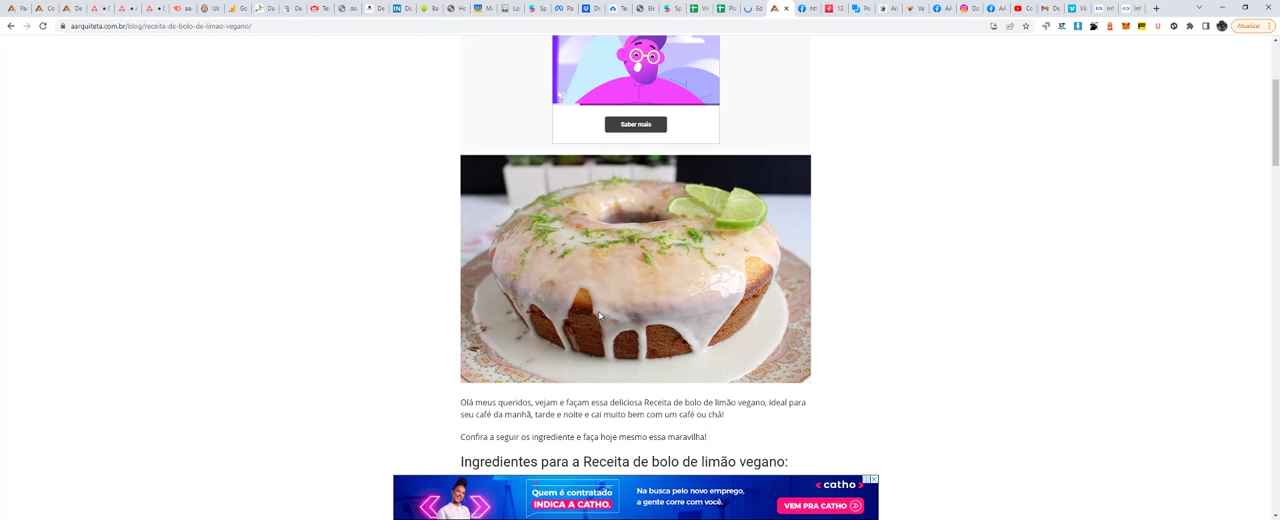 aarquiteta.com.br/blog/receita-de-bolo-de-limao-vegano/
Atualizar
Saber mais
Olá meus queridos, vejam e façam essa deliciosa Receita de bolo de limão vegano, ideal para
seu café da manhã, tarde e noite e cai muito bem com um café ou chá!
Confira a seguir os ingrediente e faça hoje mesmo essa maravilha!
Ingredientes para a Receita de bolo de limão vegano:
Quem é contratado
INDICA A CATHO.
Na busca pelo novo emprego,
a gente corre com você.
catho
VEM PRA CATHO